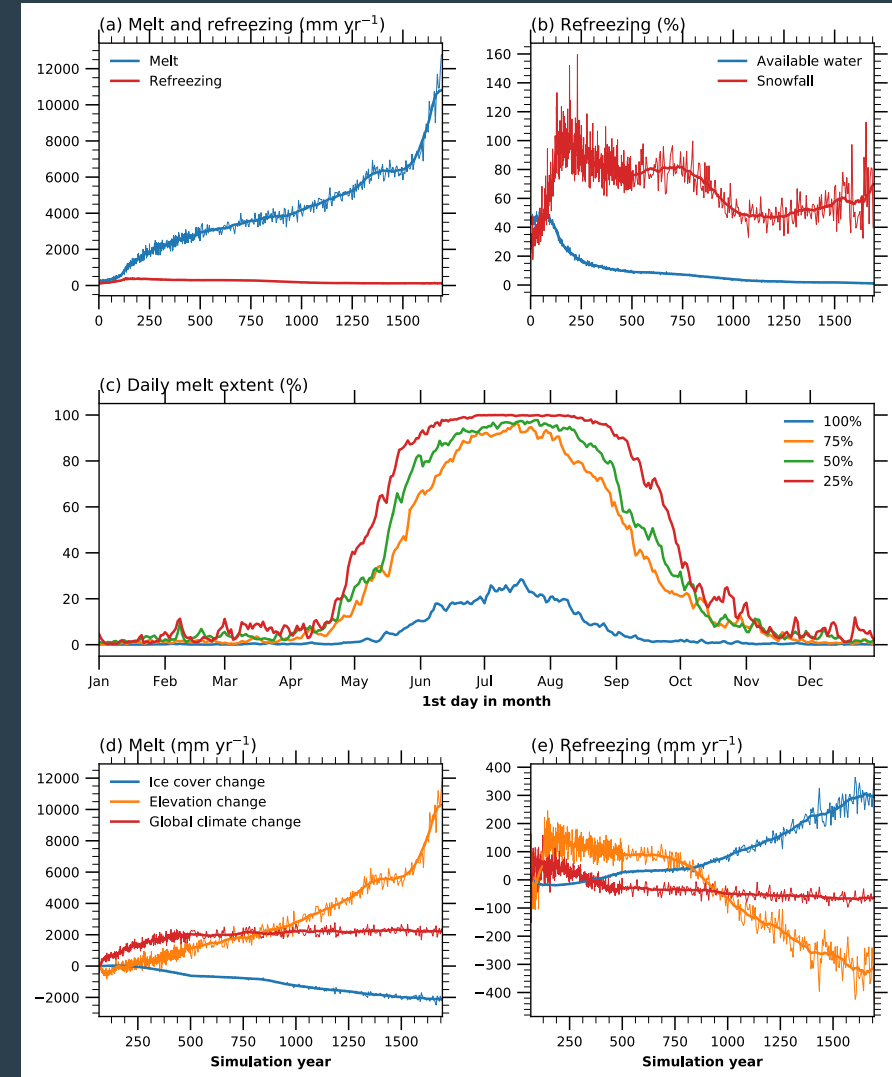 (a) Melt and refreezing (mm yr⁻¹)
Melt
Refreezing
12000
10000
8000
6000
4000
2000
0
0 250 500 750 1000 1250 1500
(b) Refreezing (%)
Available water
Snowfall
160
140
120
100
80
60
40
20
0
0 250 500 750 1000 1250 1500
(c) Daily melt extent (%)
100%
75%
50%
25%
100
80
60
40
20
0
Jan Feb Mar Apr May Jun Jul Aug Sep Oct Nov Dec
1st day in month
(d) Melt (mm yr⁻¹)
Ice cover change
Elevation change
Global climate change
12000
10000
8000
6000
4000
2000
0
−2000
250 500 750 1000 1250 1500
Simulation year
(e) Refreezing (mm yr⁻¹)
400
300
200
100
0
−100
−200
−300
−400
250 500 750 1000 1250 1500
Simulation year